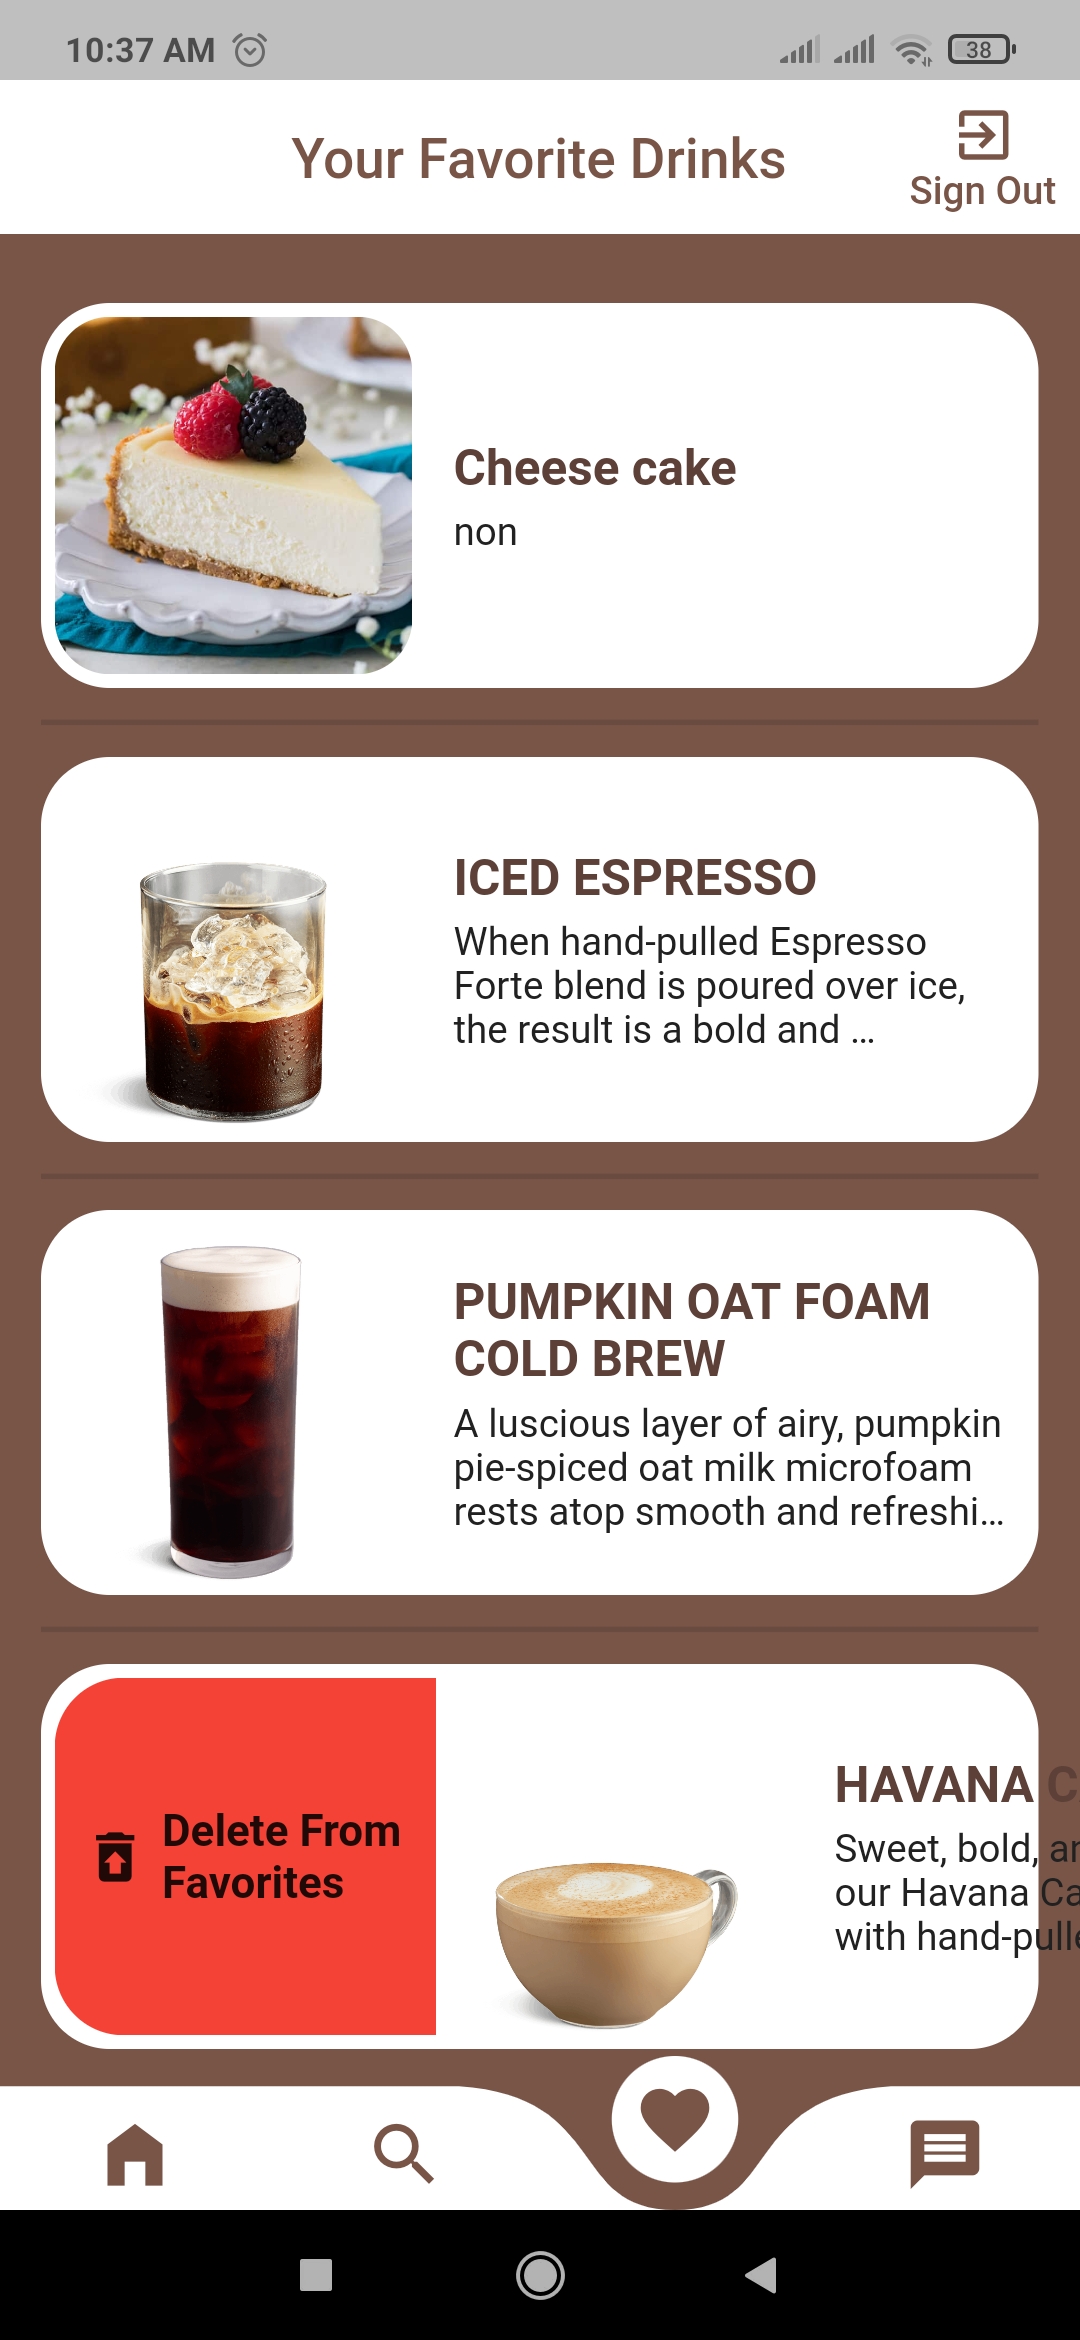 10:37 AM
38
Your Favorite Drinks
Sign Out
Cheese cake
non
ICED ESPRESSO
When hand-pulled Espresso
Forte blend is poured over ice,
the result is a bold and ...
PUMPKIN OAT FOAM
COLD BREW
A luscious layer of airy, pumpkin
pie-spiced oat milk microfoam
rests atop smooth and refreshi...
Delete From
Favorites
HAVANA C
Sweet, bold, an
our Havana Ca
with hand-pulle